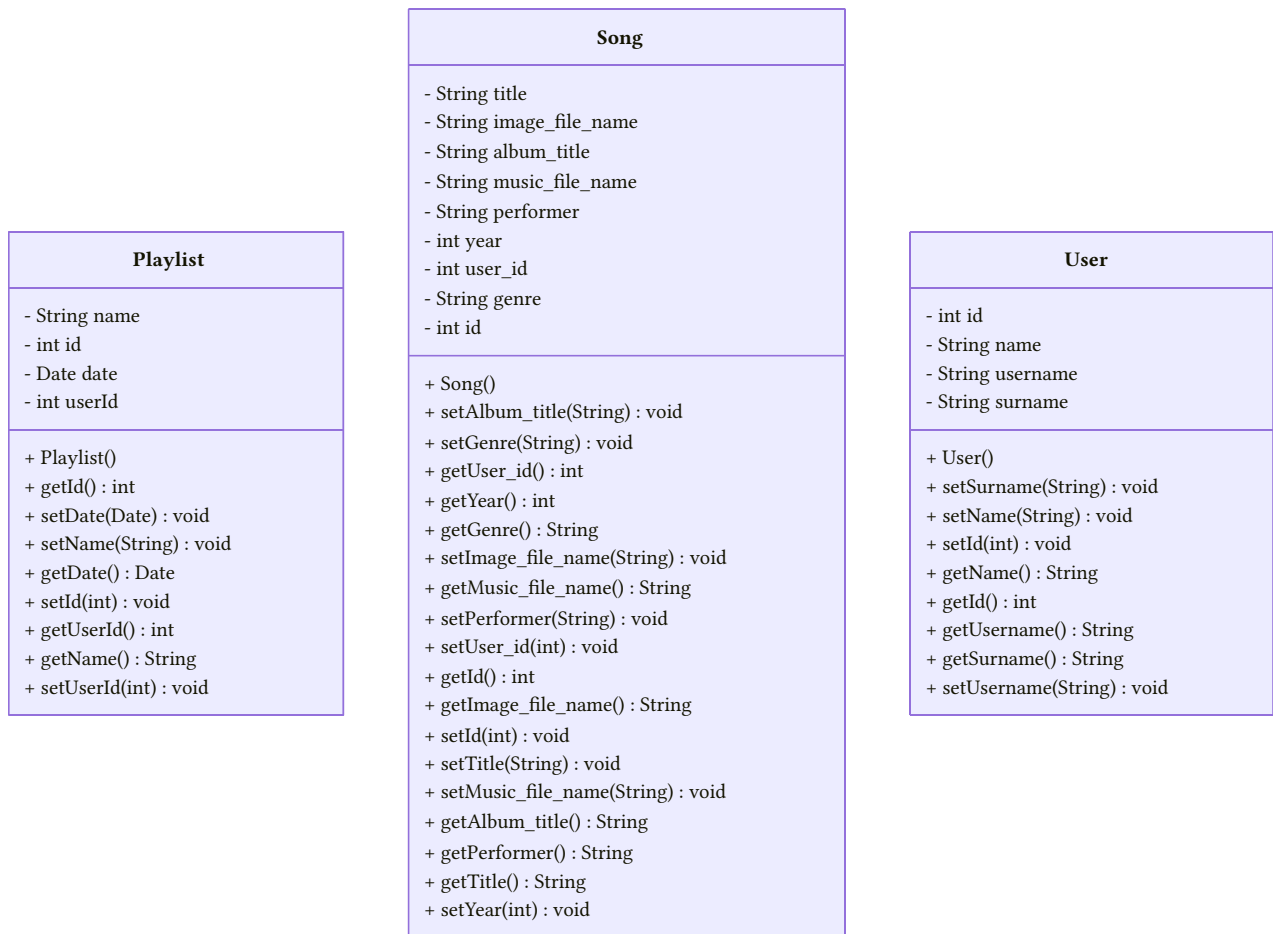 Playlist
- String name
- int id
- Date date
- int userId
+ Playlist()
+ getId() : int
+ setDate(Date) : void
+ setName(String) : void
+ getDate() : Date
+ setId(int) : void
+ getUserId() : int
+ getName() : String
+ setUserId(int) : void
Song
- String title
- String image_file_name
- String album_title
- String music_file_name
- String performer
- int year
- int user_id
- String genre
- int id
+ Song()
+ setAlbum_title(String) : void
+ setGenre(String) : void
+ getUser_id() : int
+ getYear() : int
+ getGenre() : String
+ setImage_file_name(String) : void
+ getMusic_file_name() : String
+ setPerformer(String) : void
+ setUser_id(int) : void
+ getId() : int
+ getImage_file_name() : String
+ setId(int) : void
+ setTitle(String) : void
+ setMusic_file_name(String) : void
+ getAlbum_title() : String
+ getPerformer() : String
+ getTitle() : String
+ setYear(int) : void
User
- int id
- String name
- String username
- String surname
+ User()
+ setSurname(String) : void
+ setName(String) : void
+ setId(int) : void
+ getName() : String
+ getId() : int
+ getUsername() : String
+ getSurname() : String
+ setUsername(String) : void